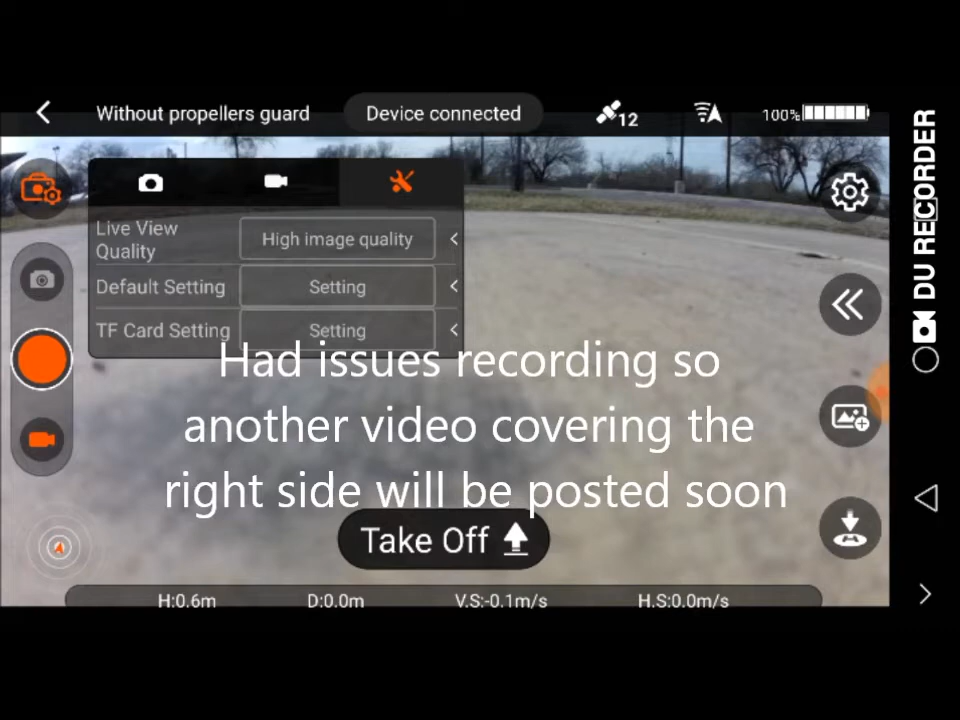 Without propellers guard
Device connected
12
100%
Live View
Quality
High image quality
Default Setting
Setting
TF Card Setting
Setting
Had issues recording so
another video covering the
right side will be posted soon
Take Off
H:0.6m
D:0.0m
V.S:-0.1m/s
H.S:0.0m/s
DU RECORDER